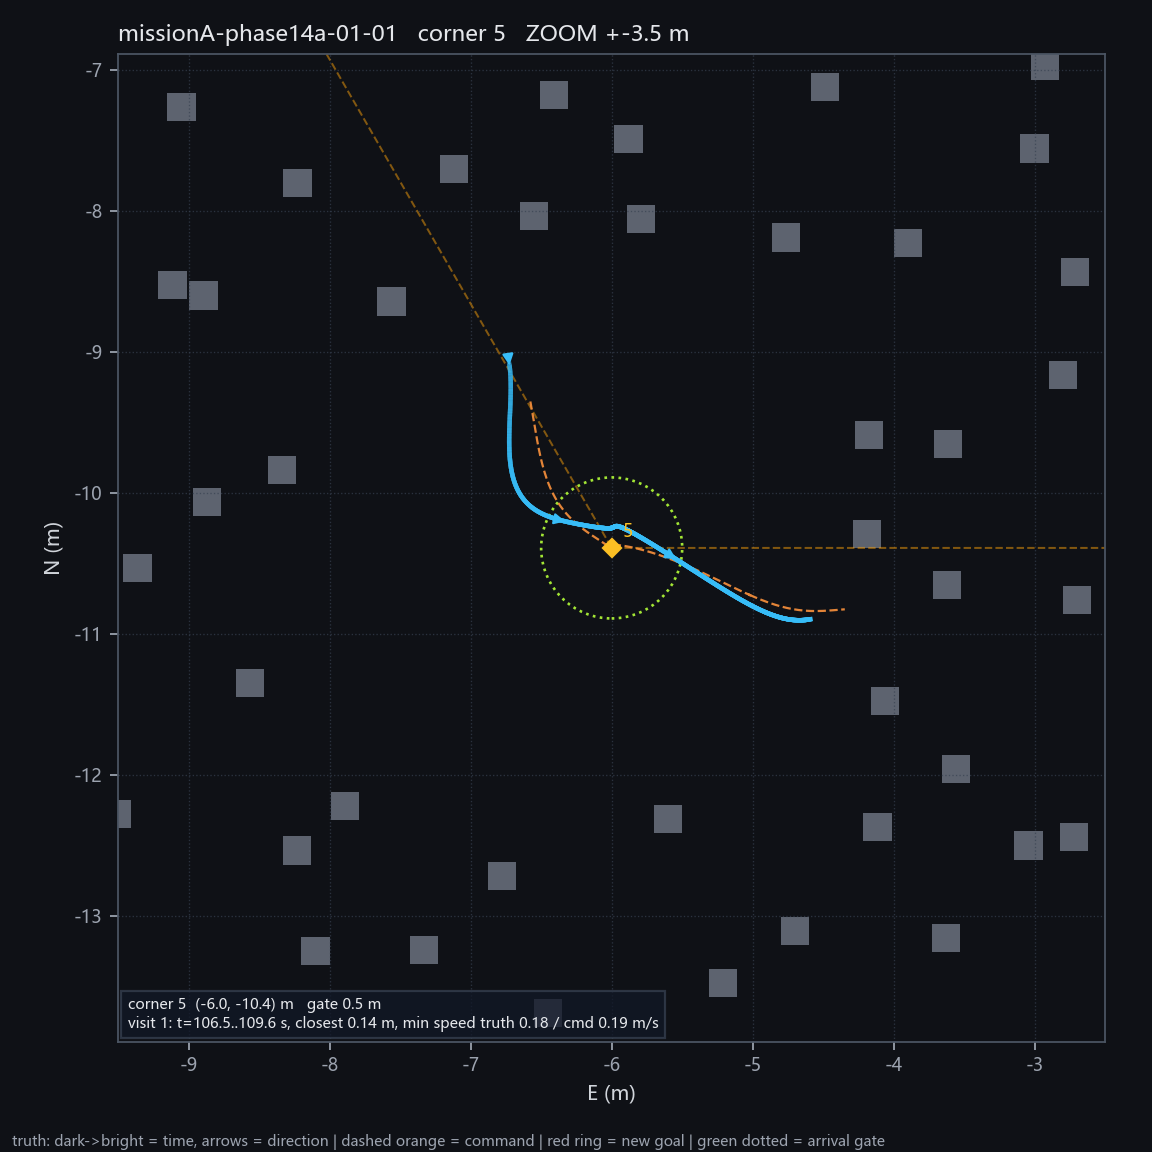 missionA-phase14a-01-01   corner 5   ZOOM +-3.5 m
-7
-8
-9
-10
-11
-12
-13
N (m)
5
corner 5  (-6.0, -10.4) m   gate 0.5 m
visit 1: t=106.5..109.6 s, closest 0.14 m, min speed truth 0.18 / cmd 0.19 m/s
-9
-8
-7
-6
-5
-4
-3
E (m)
truth: dark->bright = time, arrows = direction | dashed orange = command | red ring = new goal | green dotted = arrival gate